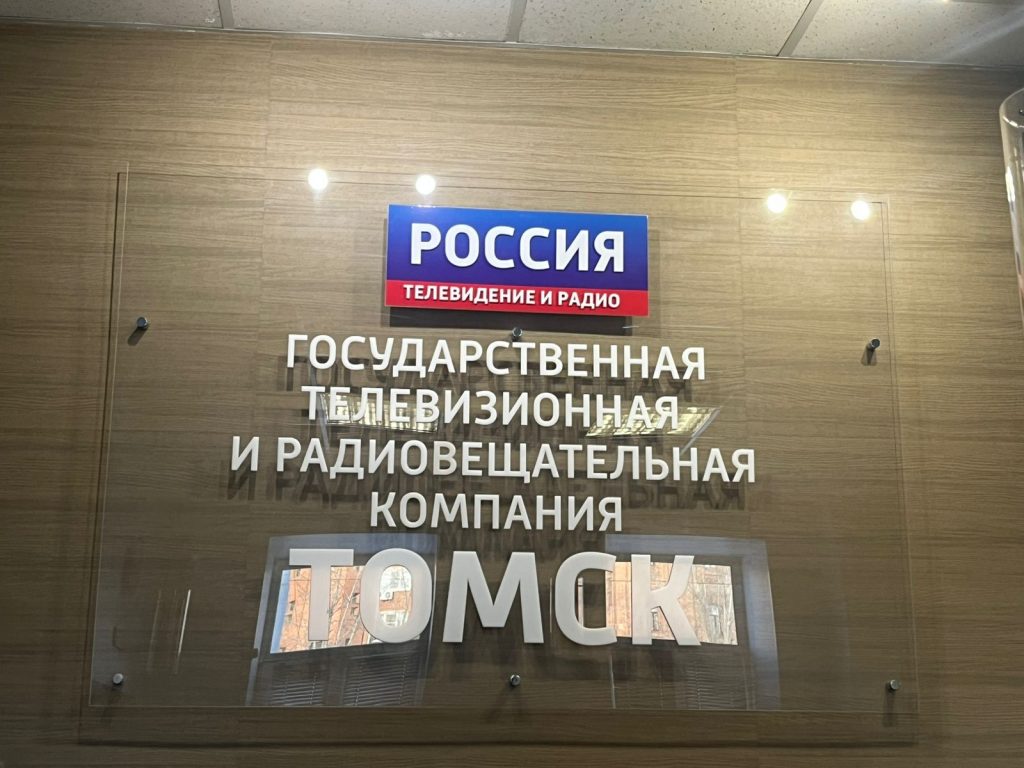 РОССИЯ
ТЕЛЕВИДЕНИЕ И РАДИО
ГОСУДАРСТВЕННАЯ
ТЕЛЕВИЗИОННАЯ
И РАДИОВЕЩАТЕЛЬНАЯ
КОМПАНИЯ
ТОМСК